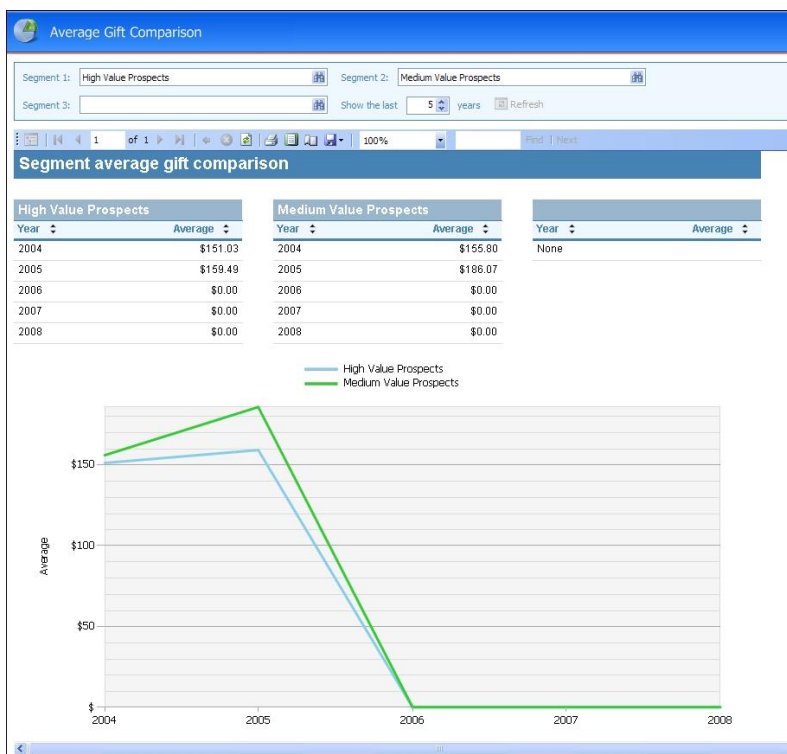 Average Gift Comparison
Segment 1: High Value Prospects Segment 2: Medium Value Prospects
Segment 3: Show the last 5 years Refresh
1 of 1 100% Find | Next
Segment average gift comparison
High Value Prospects Medium Value Prospects
Year Average Year Average Year Average
2004 $151.03 2004 $155.80 None
2005 $159.49 2005 $186.07
2006 $0.00 2006 $0.00
2007 $0.00 2007 $0.00
2008 $0.00 2008 $0.00
High Value Prospects
Medium Value Prospects
$150
$100
Average
$50
$
2004 2005 2006 2007 2008